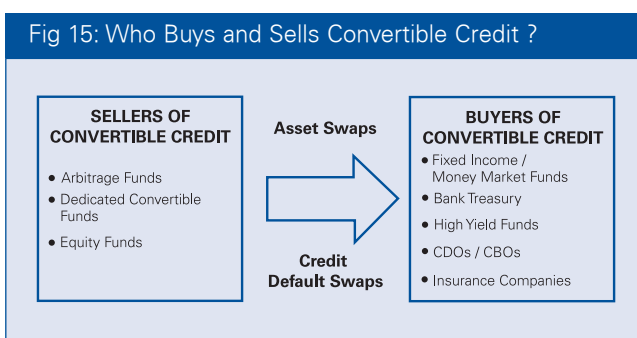 Fig 15: Who Buys and Sells Convertible Credit ?
SELLERS OF
CONVERTIBLE CREDIT
• Arbitrage Funds
• Dedicated Convertible
Funds
• Equity Funds
Asset Swaps
Credit
Default Swaps
BUYERS OF
CONVERTIBLE CREDIT
• Fixed Income /
Money Market Funds
• Bank Treasury
• High Yield Funds
• CDOs / CBOs
• Insurance Companies